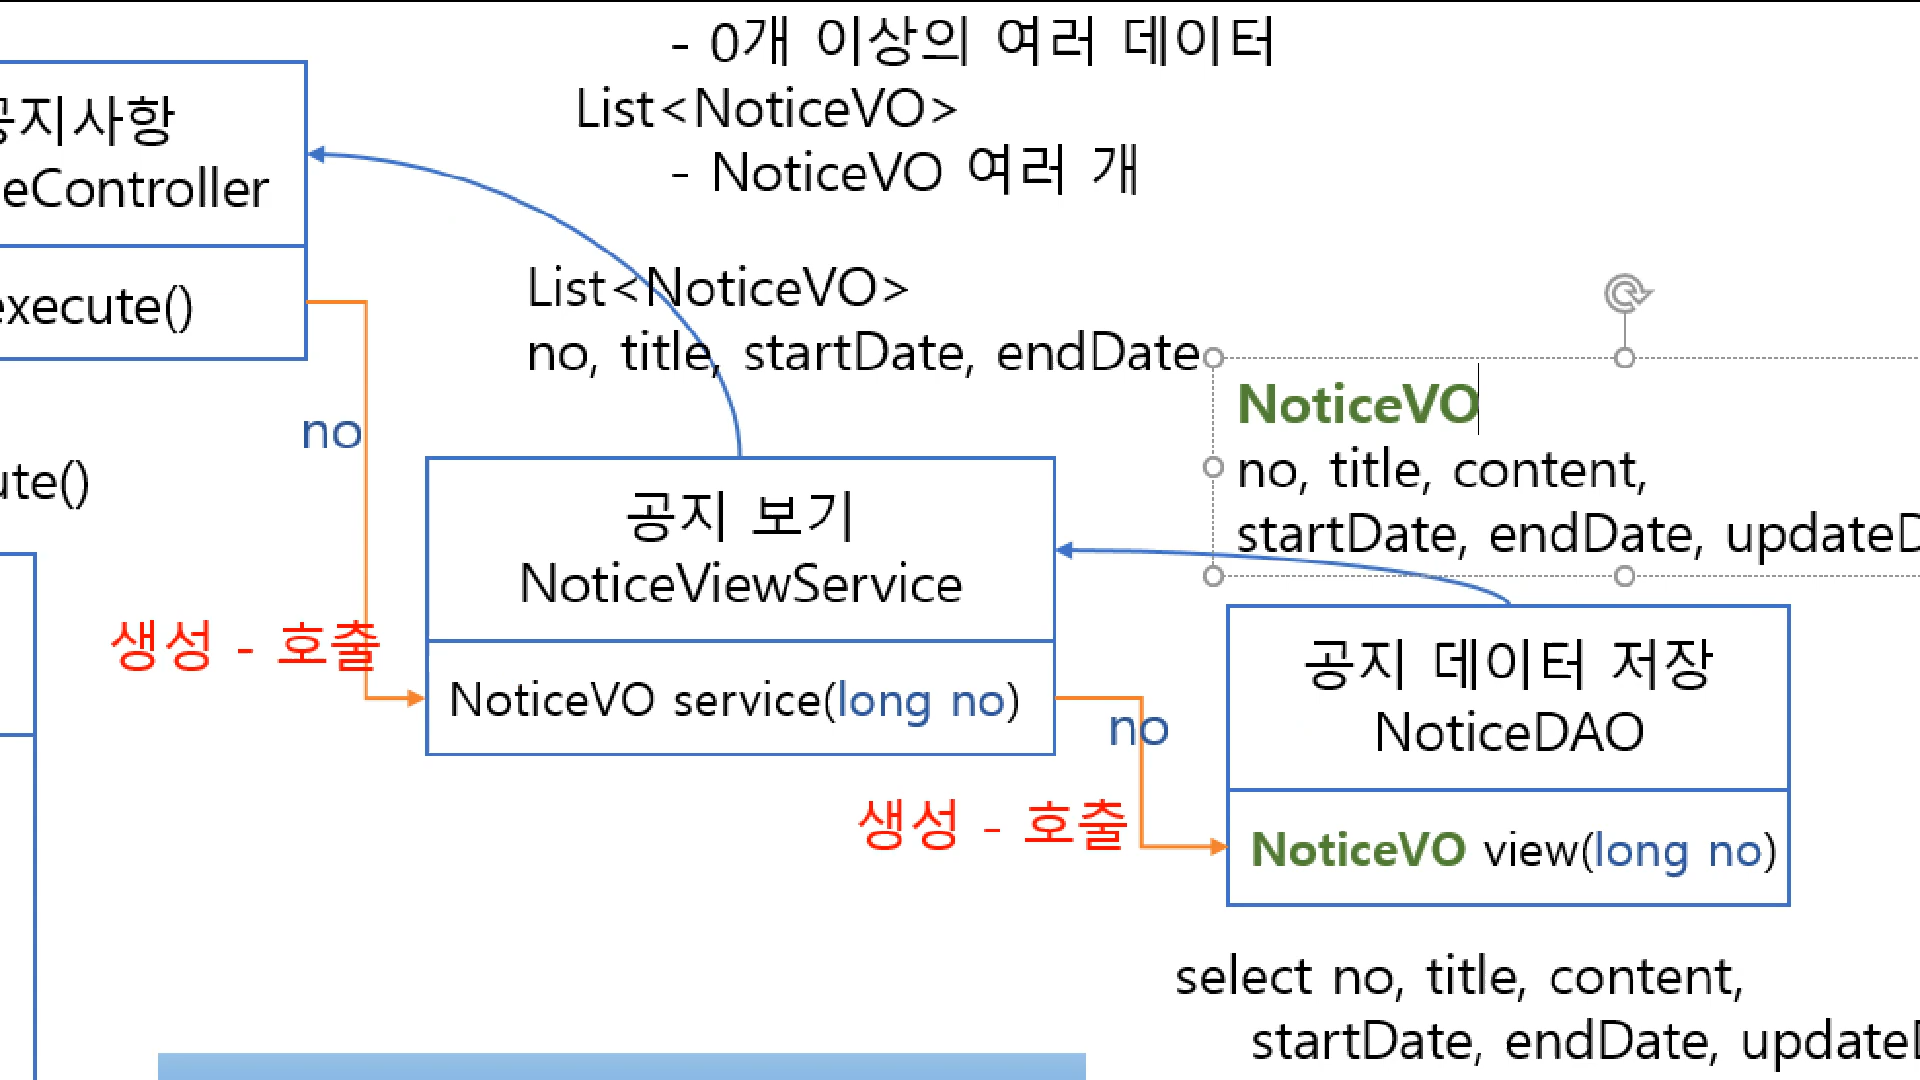 - 0개 이상의 여러 데이터
List<NoticeVO>
- NoticeVO 여러 개
공지사항
eController
execute()
List<NoticeVO>
no, title, startDate, endDate
no
ute()
NoticeVO
no, title, content,
startDate, endDate, updateD
공지 보기
NoticeViewService
생성 - 호출
NoticeVO service(long no)
no
생성 - 호출
공지 데이터 저장
NoticeDAO
NoticeVO view(long no)
select no, title, content,
startDate, endDate, updateD